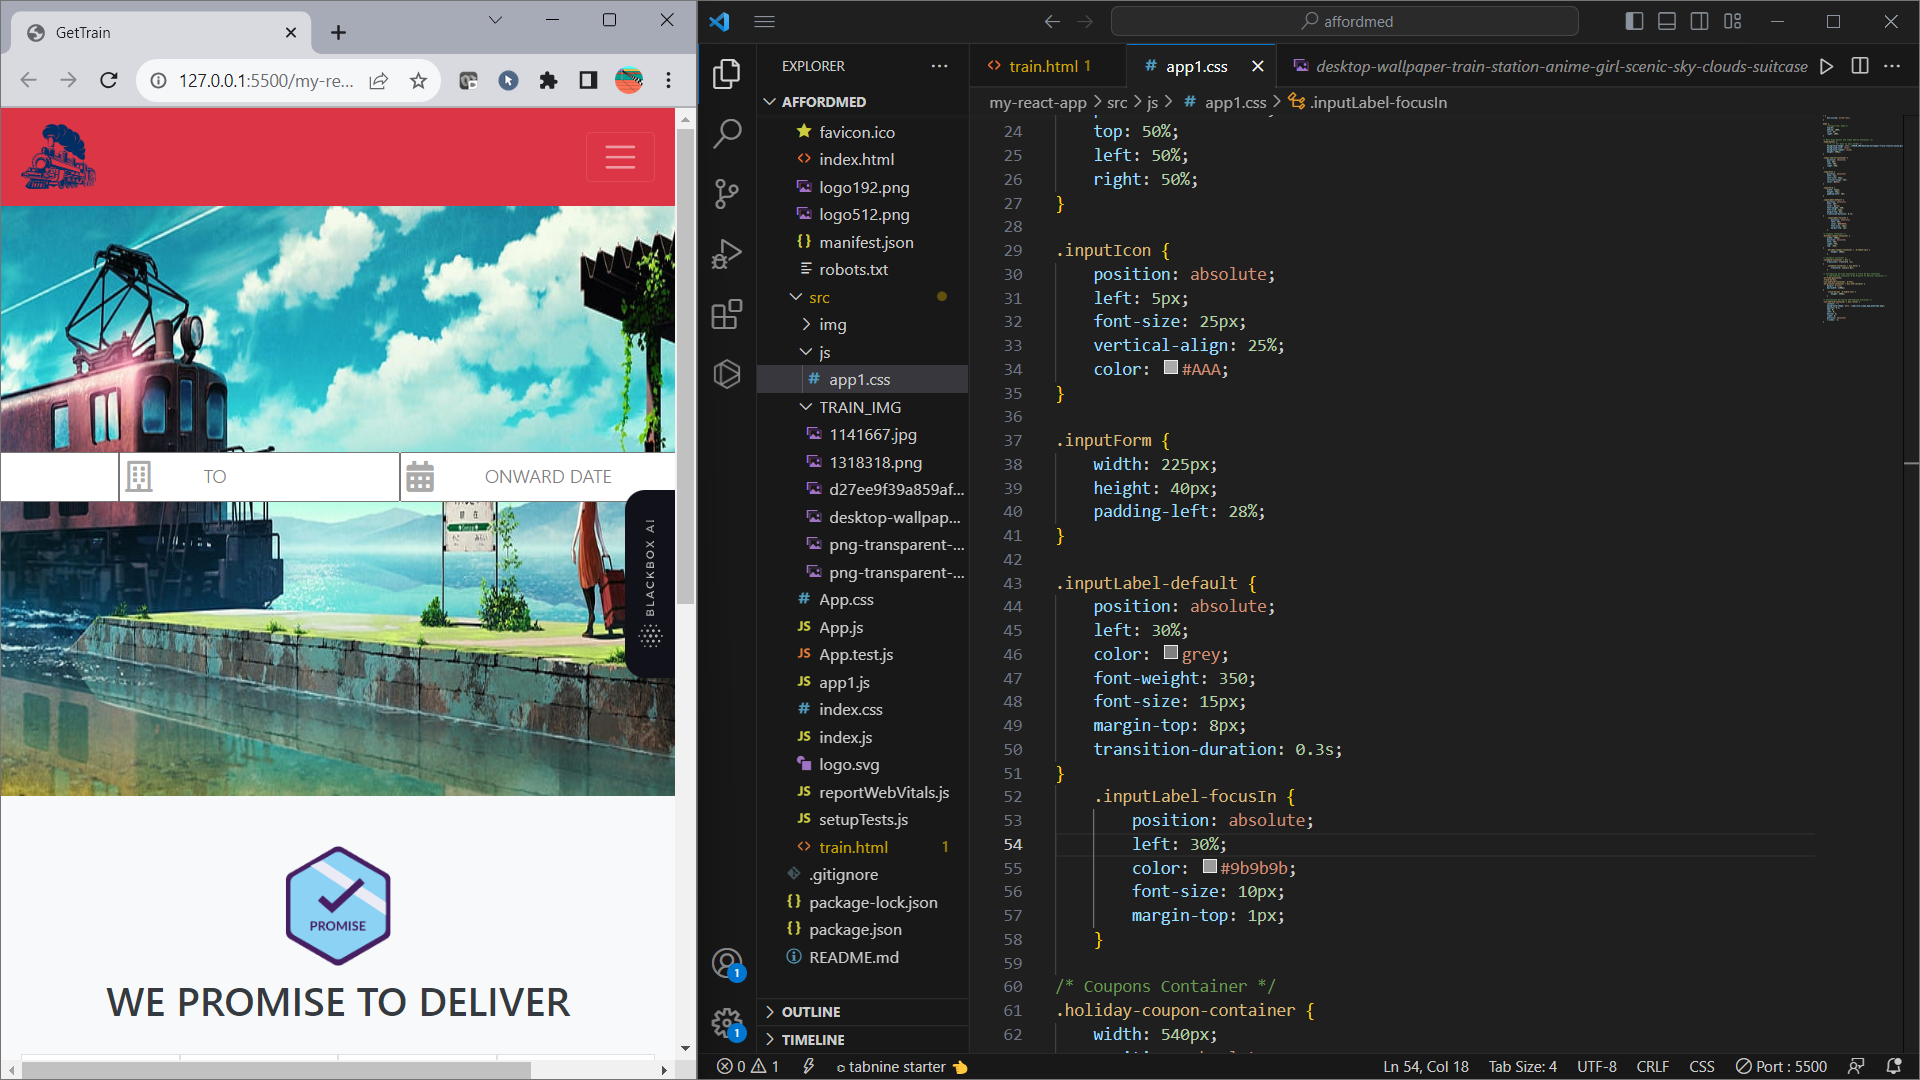 GetTrain
127.0.0.1:5500/my-re...
TO
ONWARD DATE
BLACKBOX AI
PROMISE
WE PROMISE TO DELIVER
affordmed
EXPLORER
AFFORDMED
favicon.ico
index.html
logo192.png
logo512.png
manifest.json
robots.txt
src
img
js
app1.css
TRAIN_IMG
1141667.jpg
1318318.png
d27ee9f39a859af...
desktop-wallpap...
png-transparent-...
png-transparent-...
App.css
App.js
App.test.js
app1.js
index.css
index.js
logo.svg
reportWebVitals.js
setupTests.js
train.html 1
.gitignore
package-lock.json
package.json
README.md
OUTLINE
TIMELINE
1
1
train.html 1
app1.css
desktop-wallpaper-train-station-anime-girl-scenic-sky-clouds-suitcase
my-react-app > src > js > # app1.css > .inputLabel-focusIn
24 top: 50%;
25 left: 50%;
26 right: 50%;
27 }
28
29 .inputIcon {
30 position: absolute;
31 left: 5px;
32 font-size: 25px;
33 vertical-align: 25%;
34 color: #AAA;
35 }
36
37 .inputForm {
38 width: 225px;
39 height: 40px;
40 padding-left: 28%;
41 }
42
43 .inputLabel-default {
44 position: absolute;
45 left: 30%;
46 color: grey;
47 font-weight: 350;
48 font-size: 15px;
49 margin-top: 8px;
50 transition-duration: 0.3s;
51 }
52 .inputLabel-focusIn {
53 position: absolute;
54 left: 30%;
55 color: #9b9b9b;
56 font-size: 10px;
57 margin-top: 1px;
58 }
59
60 /* Coupons Container */
61 .holiday-coupon-container {
62 width: 540px;
0 1
tabnine starter
Ln 54, Col 18
Tab Size: 4
UTF-8
CRLF
CSS
Port : 5500